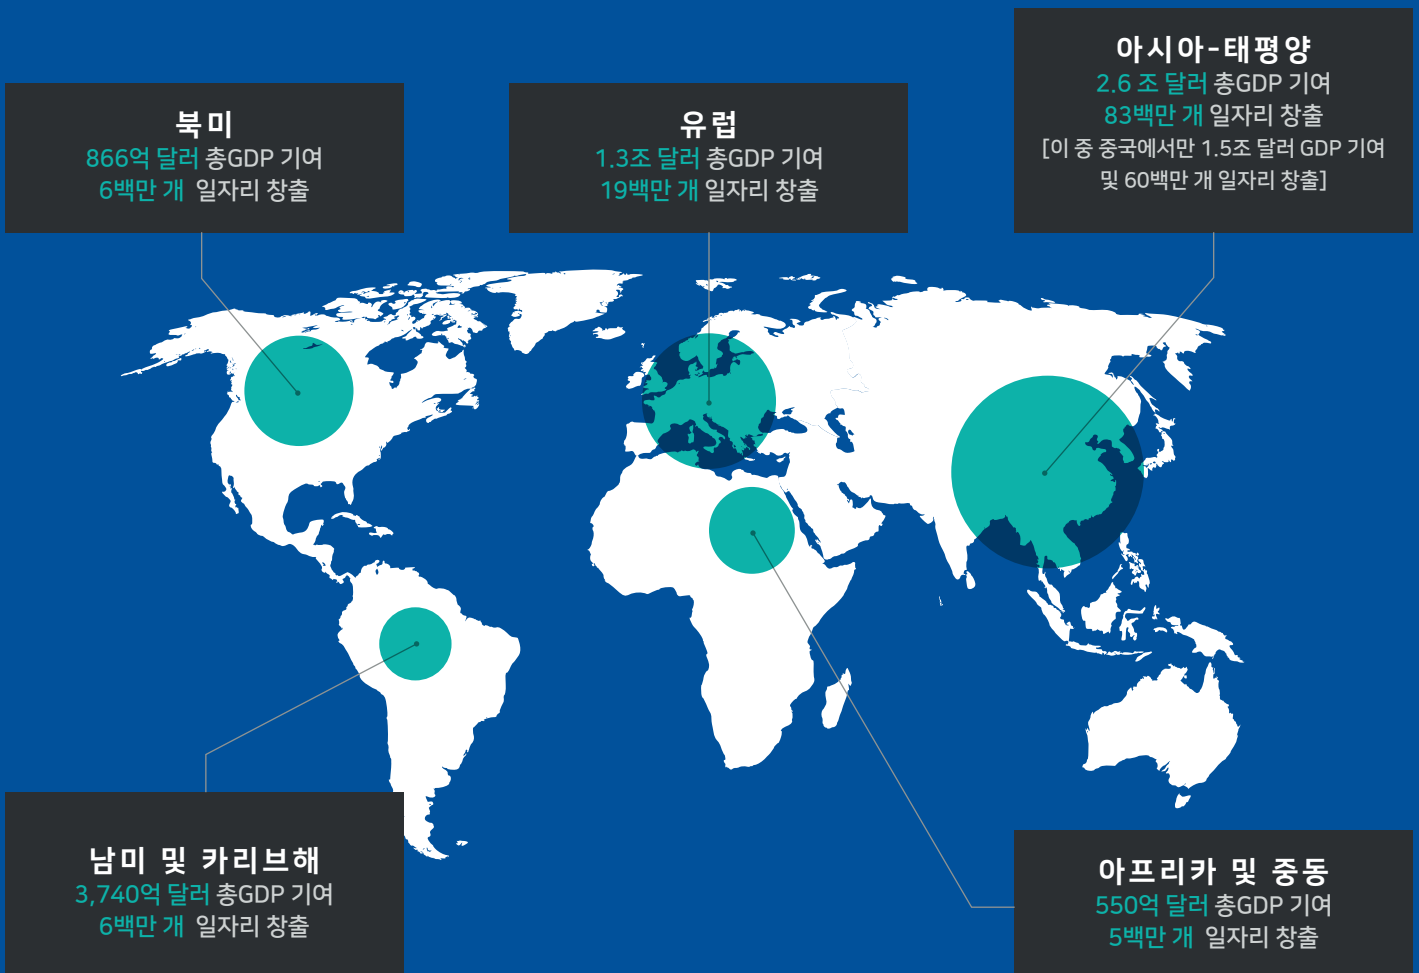 북미
866억 달러 총GDP 기여
6백만 개 일자리 창출
유럽
1.3조 달러 총GDP 기여
19백만 개 일자리 창출
아시아-태평양
2.6 조 달러 총GDP 기여
83백만 개 일자리 창출
[이 중 중국에서만 1.5조 달러 GDP 기여
및 60백만 개 일자리 창출]
남미 및 카리브해
3,740억 달러 총GDP 기여
6백만 개 일자리 창출
아프리카 및 중동
550억 달러 총GDP 기여
5백만 개 일자리 창출